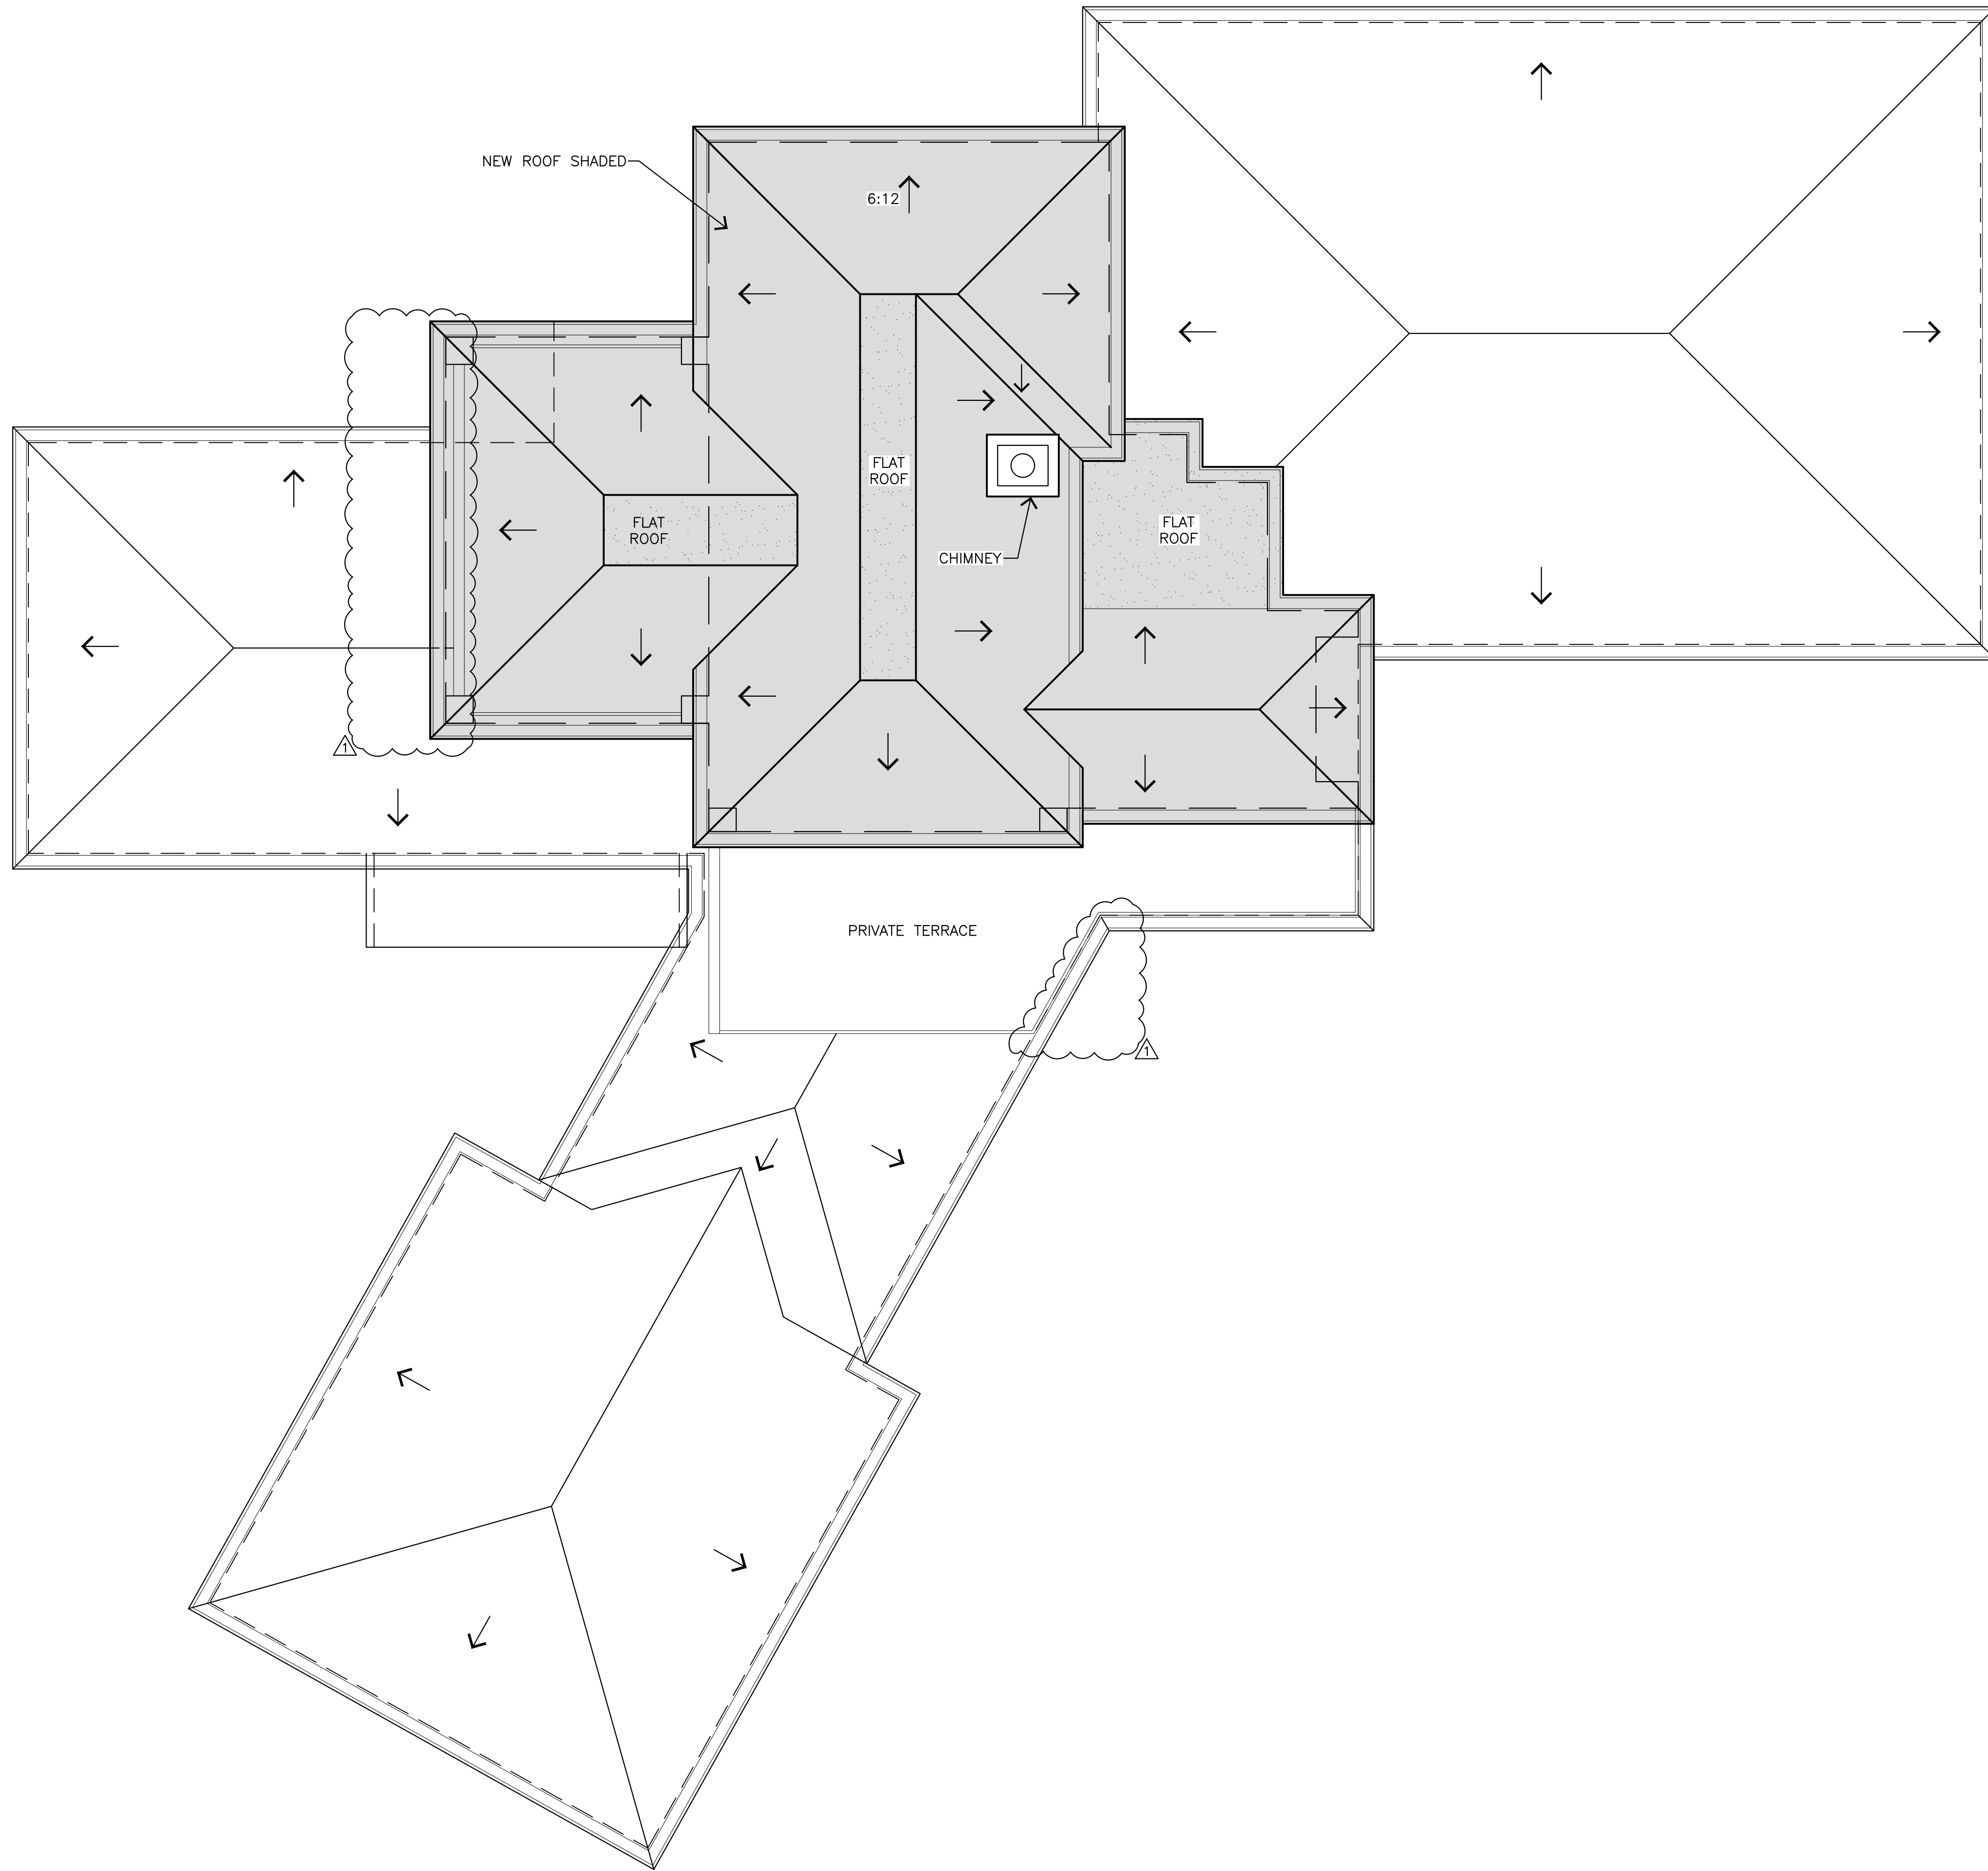 NEW ROOF SHADED
6:12
FLAT
ROOF
FLAT
ROOF
FLAT
ROOF
CHIMNEY
1
PRIVATE TERRACE
1